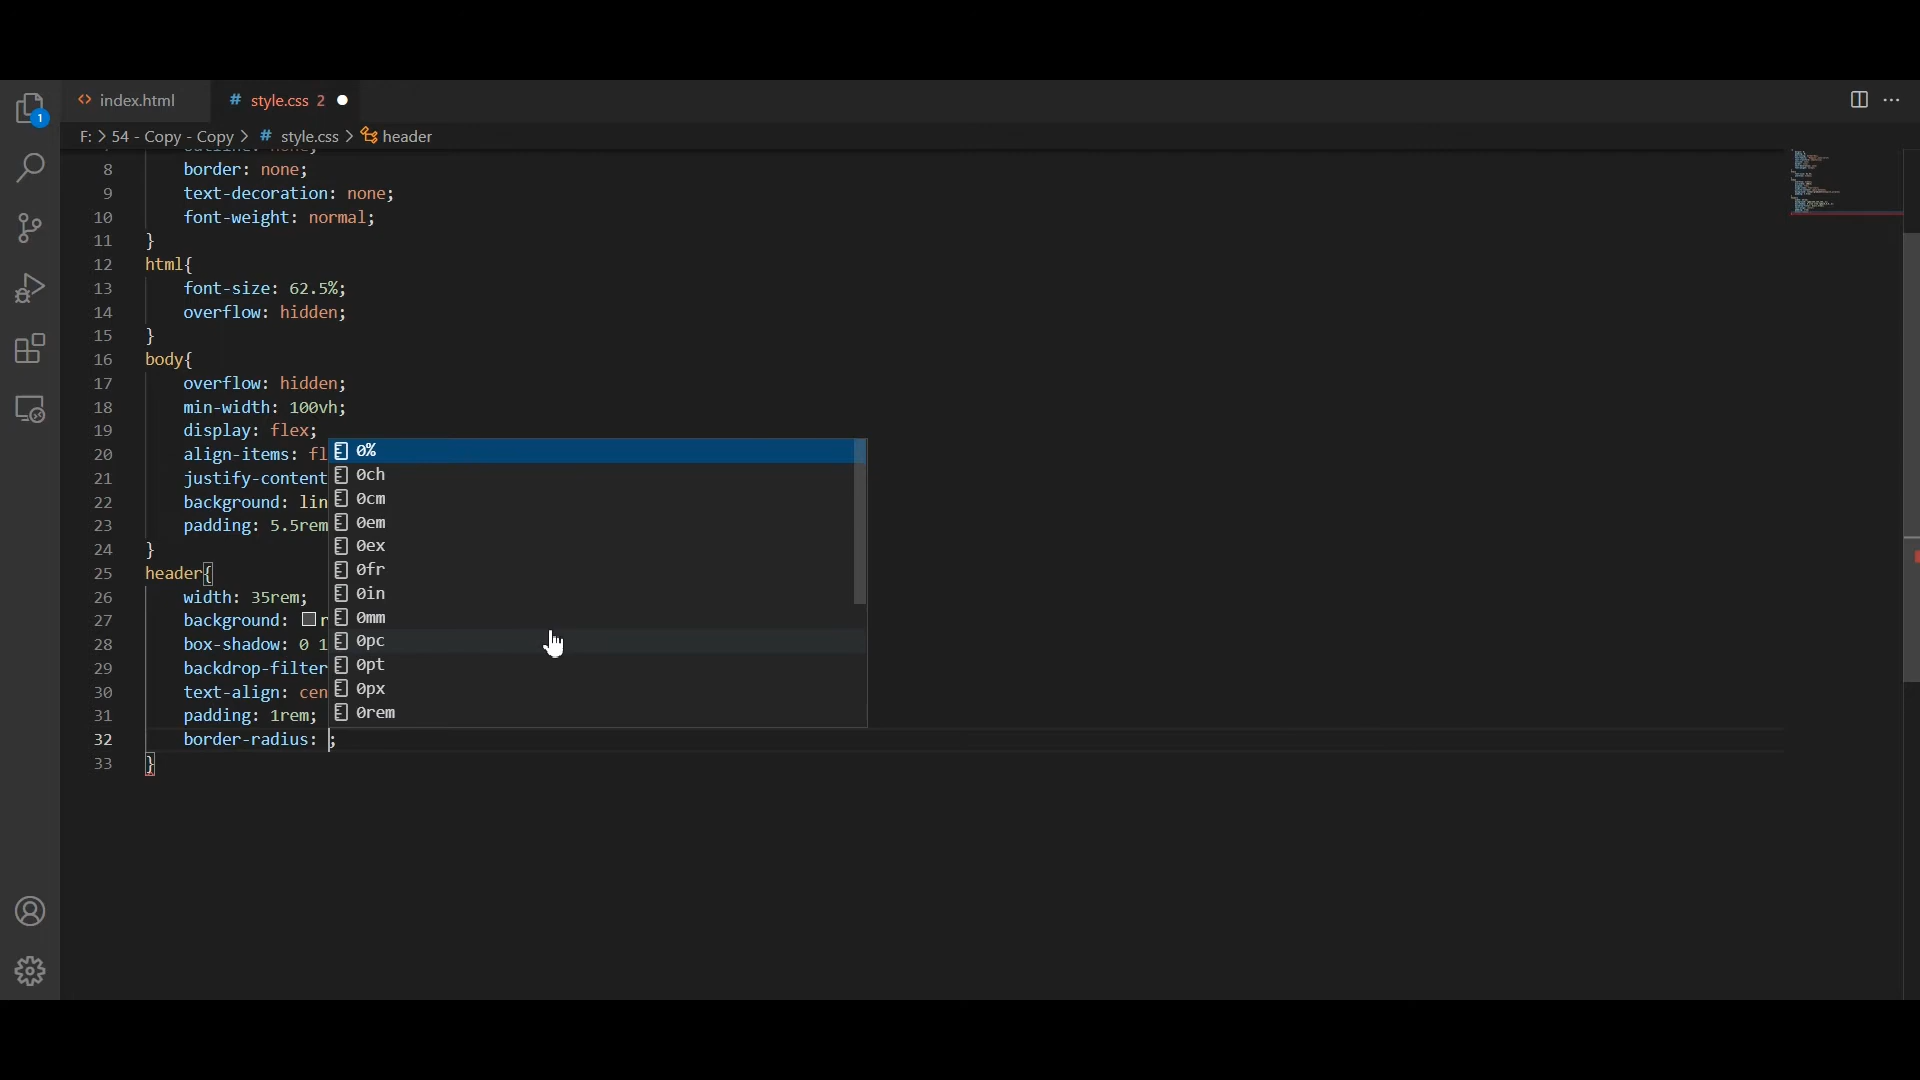 index.html
# style.css 2
F: > 54 - Copy - Copy > # style.css > header
8 border: none;
9 text-decoration: none;
10 font-weight: normal;
11 }
12 html{
13 font-size: 62.5%;
14 overflow: hidden;
15 }
16 body{
17 overflow: hidden;
18 min-width: 100vh;
19 display: flex;
20 align-items: fl
21 justify-content
22 background: lin
23 padding: 5.5rem
24 }
25 header{
26 width: 35rem;
27 background: r
28 box-shadow: 0 1
29 backdrop-filter
30 text-align: cen
31 padding: 1rem;
32 border-radius: ;
33 }
0%
0ch
0cm
0em
0ex
0fr
0in
0mm
0pc
0pt
0px
0rem
1